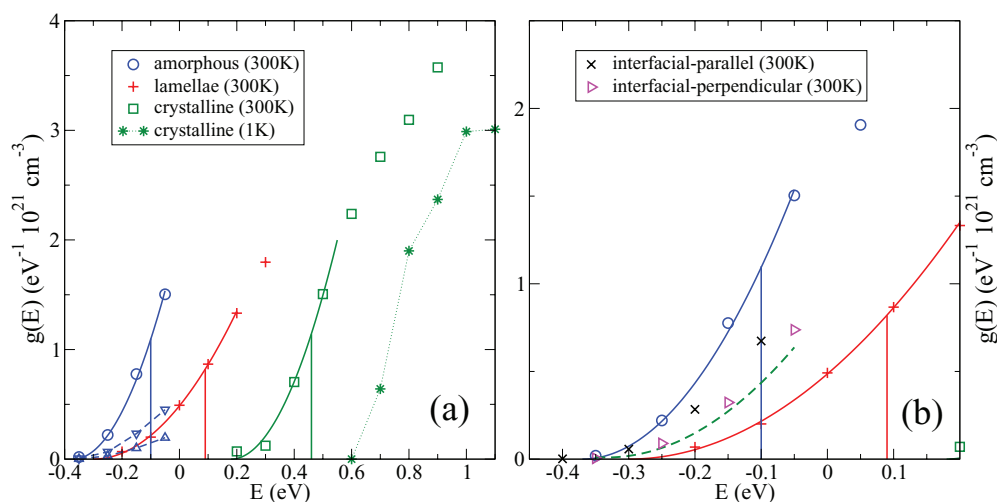 4
3
2
1
0
g(E) (eV⁻¹ 10²¹ cm⁻³)
amorphous (300K)
lamellae (300K)
crystalline (300K)
crystalline (1K)
(a)
-0.4 -0.2 0 0.2 0.4 0.6 0.8 1
E (eV)
2
1
0
g(E) (eV⁻¹ 10²¹ cm⁻³)
interfacial-parallel (300K)
interfacial-perpendicular (300K)
(b)
-0.4 -0.3 -0.2 -0.1 0 0.1
E (eV)